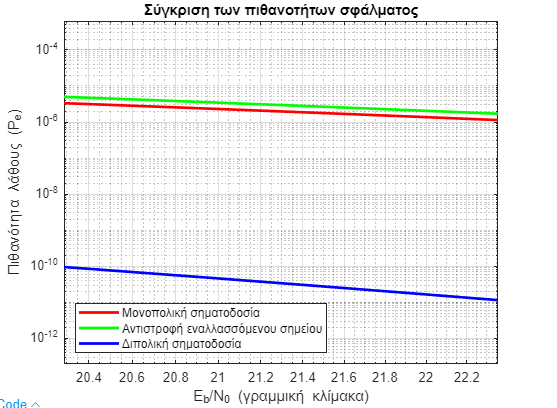 Σύγκριση των πιθανοτήτων σφάλματος
10⁻⁴
10⁻⁶
10⁻⁸
10⁻¹⁰
10⁻¹²
Πιθανότητα λάθους (Pₑ)
Μονοπολική σηματοδοσία
Αντιστροφή εναλλασσόμενου σημείου
Διπολική σηματοδοσία
20.4 20.6 20.8 21 21.2 21.4 21.6 21.8 22 22.2
E_b/N₀ (γραμμική κλίμακα)
Code